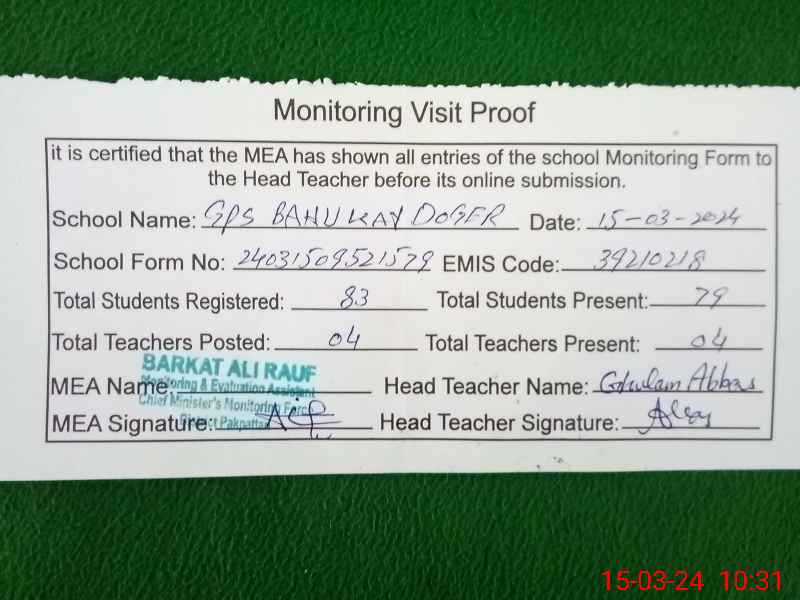 Monitoring Visit Proof
it is certified that the MEA has shown all entries of the school Monitoring Form to
the Head Teacher before its online submission.
School Name: GPS BAHUKAY DOGER Date: 15-03-2024
School Form No: 24031509521579 EMIS Code: 39210218
Total Students Registered: 83 Total Students Present: 79
Total Teachers Posted: 04 Total Teachers Present: 04
BARKAT ALI RAUF
MEA Name: Head Teacher Name: Ghulam Abbas
Monitoring & Evaluation Assistant
Chief Minister's Monitoring Force
MEA Signature: Head Teacher Signature:
District Pakpattan
15-03-24 10:31